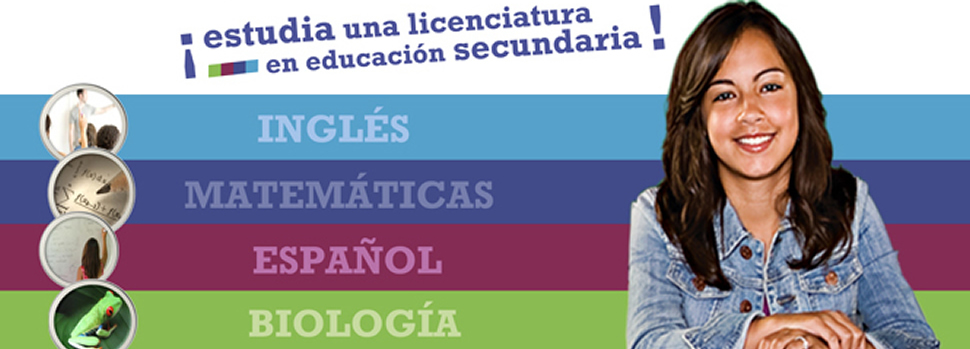 ¡estudia una licenciatura
en educación secundaria!
INGLÉS
MATEMÁTICAS
ESPAÑOL
BIOLOGÍA